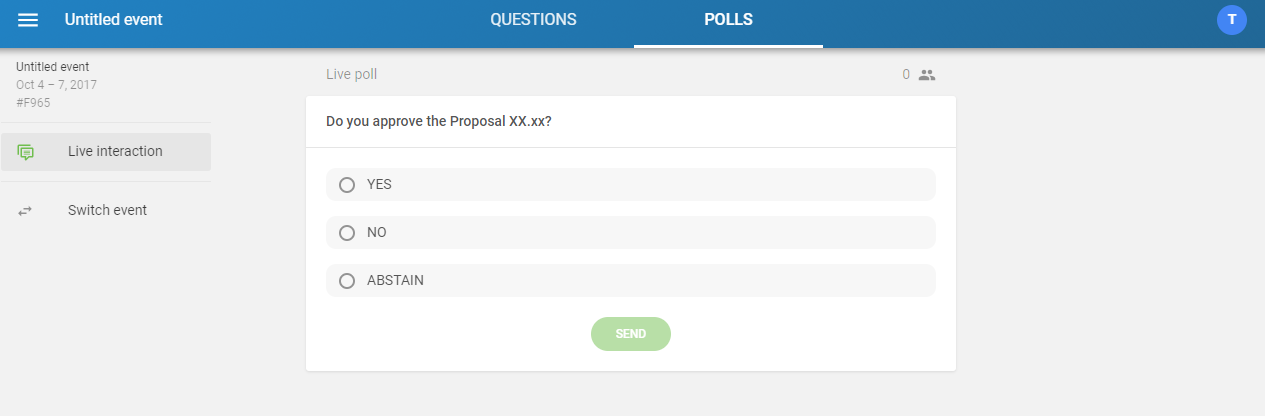 Untitled event
QUESTIONS
POLLS
T
Untitled event
Oct 4 – 7, 2017
#F965
Live interaction
Switch event
Live poll
0
Do you approve the Proposal XX.xx?
YES
NO
ABSTAIN
SEND